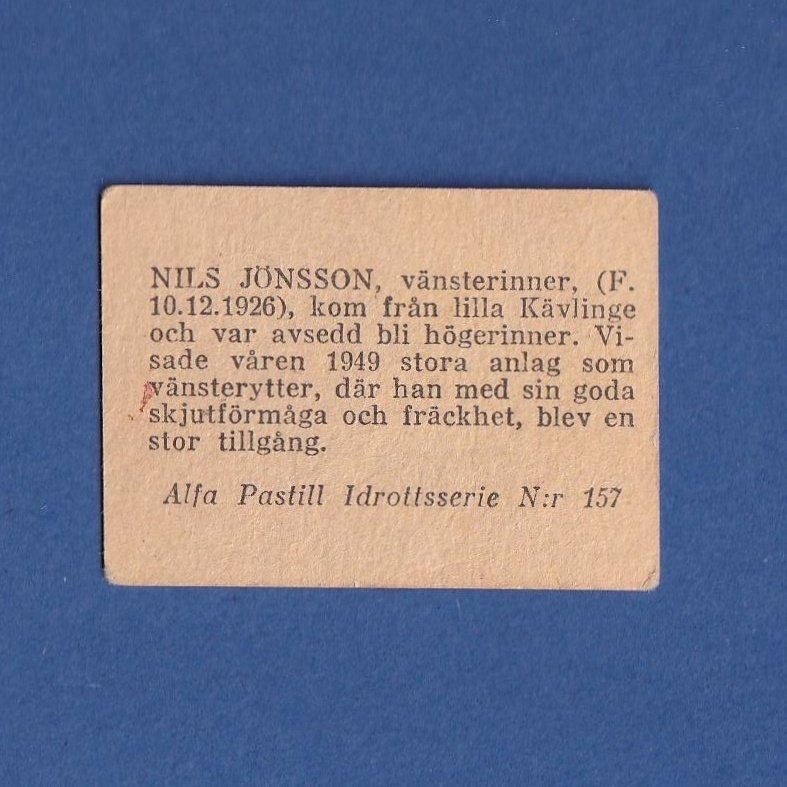 NILS JÖNSSON, vänsterinner, (F.
10.12.1926), kom från lilla Kävlinge
och var avsedd bli högerinner. Vi-
sade våren 1949 stora anlag som
vänsterytter, där han med sin goda
skjutförmåga och fräckhet, blev en
stor tillgång.
Alfa Pastill Idrottsserie N:r 157